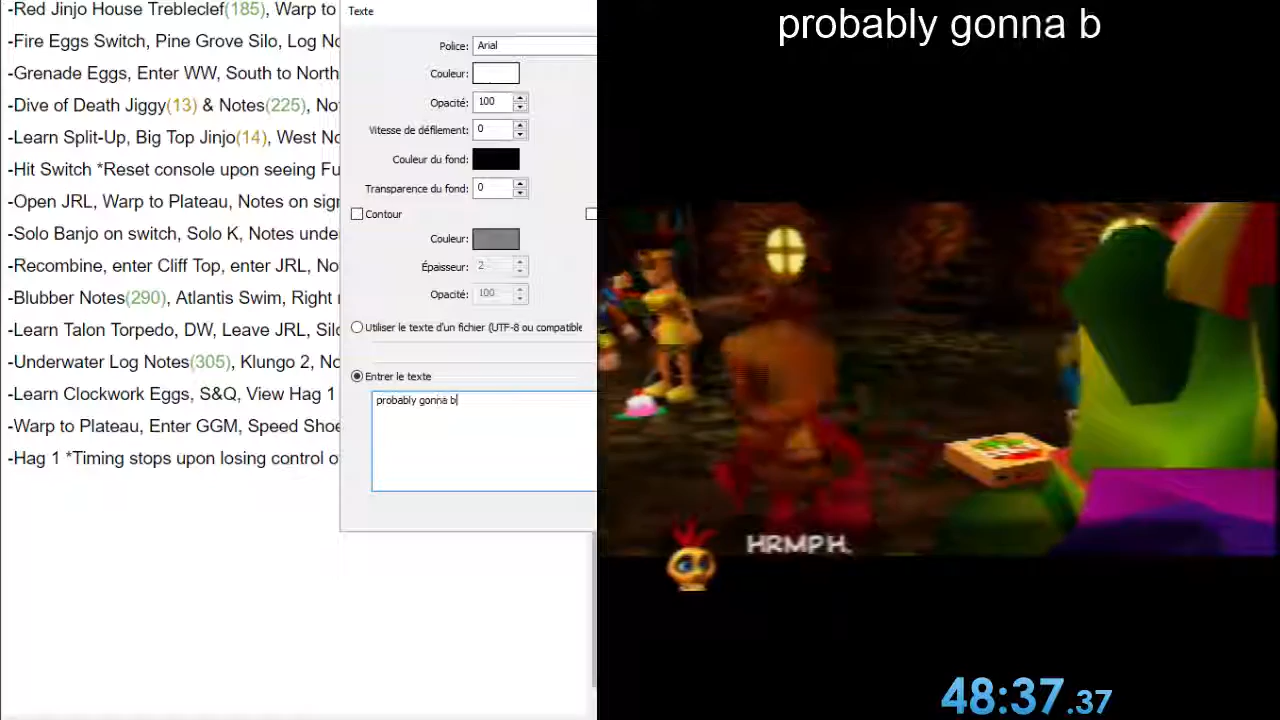 -Red Jinjo House Trebleclef(185), Warp to
-Fire Eggs Switch, Pine Grove Silo, Log No
-Grenade Eggs, Enter WW, South to North
-Dive of Death Jiggy(13) & Notes(225), No
-Learn Split-Up, Big Top Jinjo(14), West No
-Hit Switch *Reset console upon seeing Fu
-Open JRL, Warp to Plateau, Notes on sign
-Solo Banjo on switch, Solo K, Notes unde
-Recombine, enter Cliff Top, enter JRL, No
-Blubber Notes(290), Atlantis Swim, Right
-Learn Talon Torpedo, DW, Leave JRL, Silo
-Underwater Log Notes(305), Klungo 2, No
-Learn Clockwork Eggs, S&Q, View Hag 1
-Warp to Plateau, Enter GGM, Speed Shoe
-Hag 1 *Timing stops upon losing control o
Texte
Police: Arial
Couleur:
Opacité: 100
Vitesse de défilement: 0
Couleur du fond:
Transparence du fond: 0
Contour
Couleur:
Épaisseur: 2
Opacité: 100
Utiliser le texte d'un fichier (UTF-8 ou compatible
Entrer le texte
probably gonna b
probably gonna b
HRMPH.
48:37.37